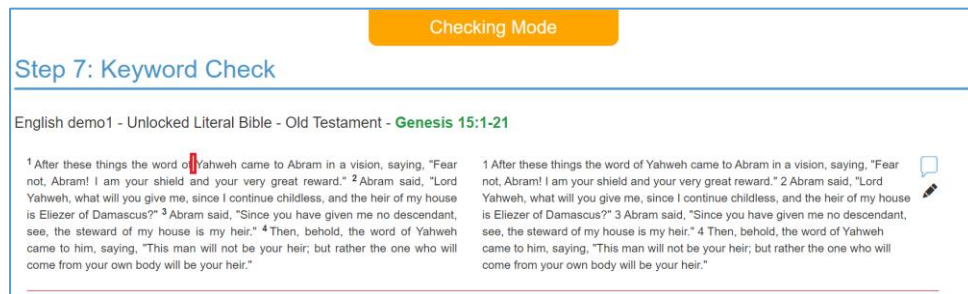 Checking Mode
Step 7: Keyword Check
English demo1 - Unlocked Literal Bible - Old Testament - Genesis 15:1-21
1 After these things the word of Yahweh came to Abram in a vision, saying, "Fear
not, Abram! I am your shield and your very great reward." 2 Abram said, "Lord
Yahweh, what will you give me, since I continue childless, and the heir of my house
is Eliezer of Damascus?" 3 Abram said, "Since you have given me no descendant,
see, the steward of my house is my heir." 4 Then, behold, the word of Yahweh
came to him, saying, "This man will not be your heir; but rather the one who will
come from your own body will be your heir."
1 After these things the word of Yahweh came to Abram in a vision, saying, "Fear
not, Abram! I am your shield and your very great reward." 2 Abram said, "Lord
Yahweh, what will you give me, since I continue childless, and the heir of my house
is Eliezer of Damascus?" 3 Abram said, "Since you have given me no descendant,
see, the steward of my house is my heir." 4 Then, behold, the word of Yahweh
came to him, saying, "This man will not be your heir; but rather the one who will
come from your own body will be your heir."